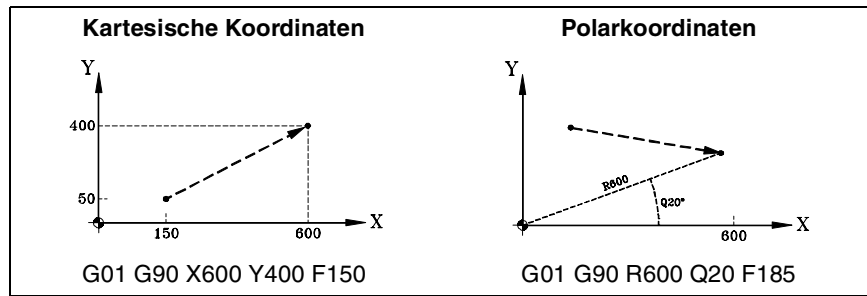 Kartesische Koordinaten
Y
400
50
150
600
X
G01 G90 X600 Y400 F150
Polarkoordinaten
Y
R600
Q20°
600
X
G01 G90 R600 Q20 F185